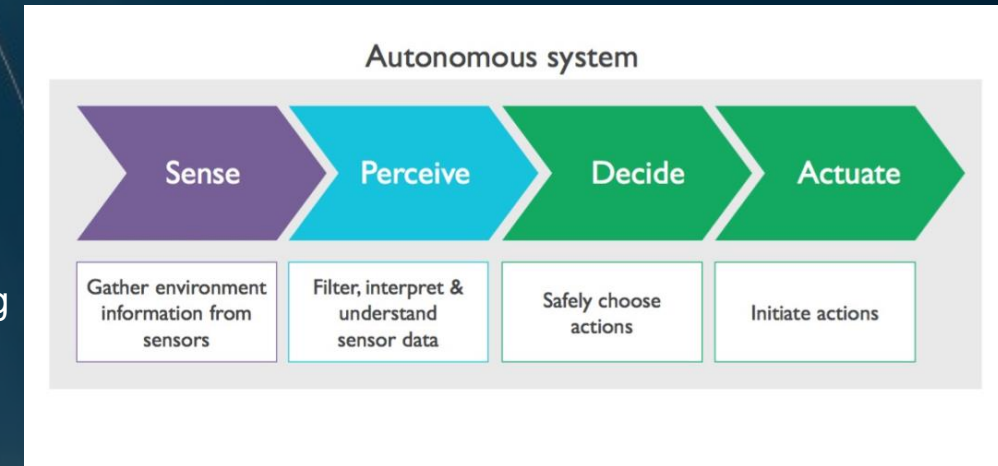 Autonomous system
Sense
Perceive
Decide
Actuate
Gather environment
information from
sensors
Filter, interpret &
understand
sensor data
Safely choose
actions
Initiate actions